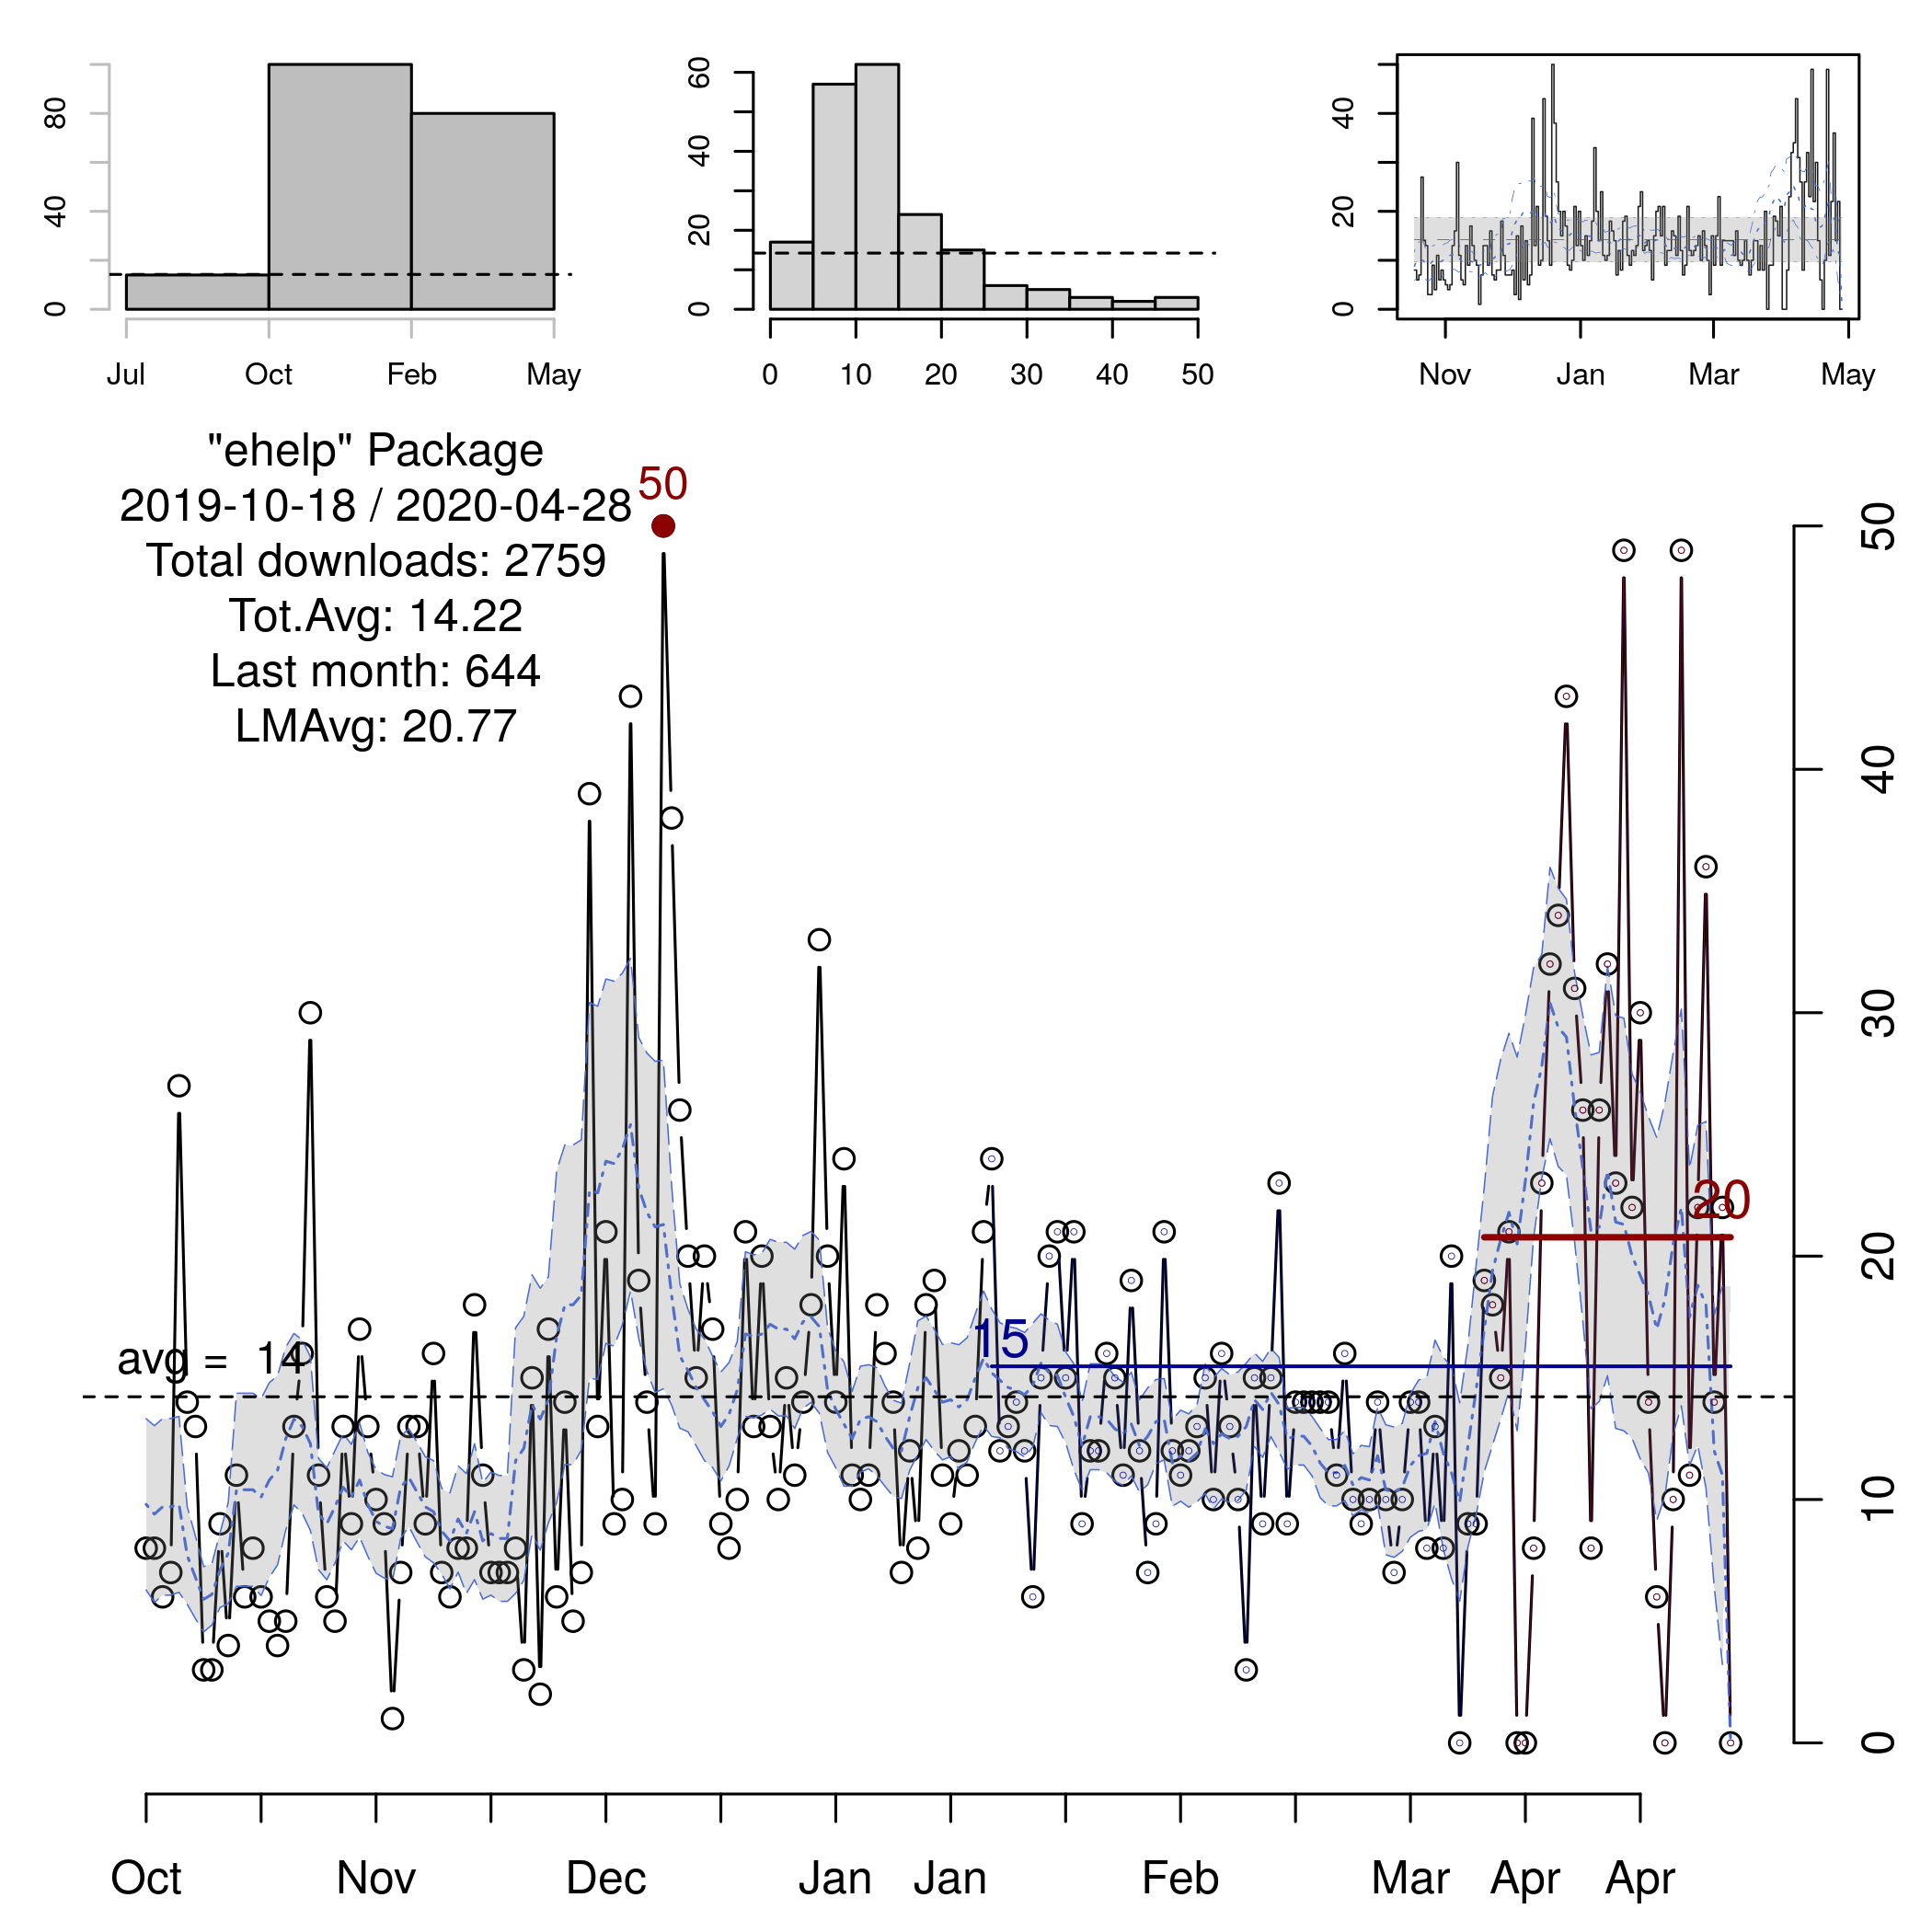 80
40
0
Jul Oct Feb May
60
40
20
0
0 10 20 30 40 50
40
20
0
Nov Jan Mar May
"ehelp" Package
2019-10-18 / 2020-04-28
Total downloads: 2759
Tot.Avg: 14.22
Last month: 644
LMAvg: 20.77
50
avg = 14
15
20
50
40
30
20
10
0
Oct Nov Dec Jan Jan Feb Mar Apr Apr